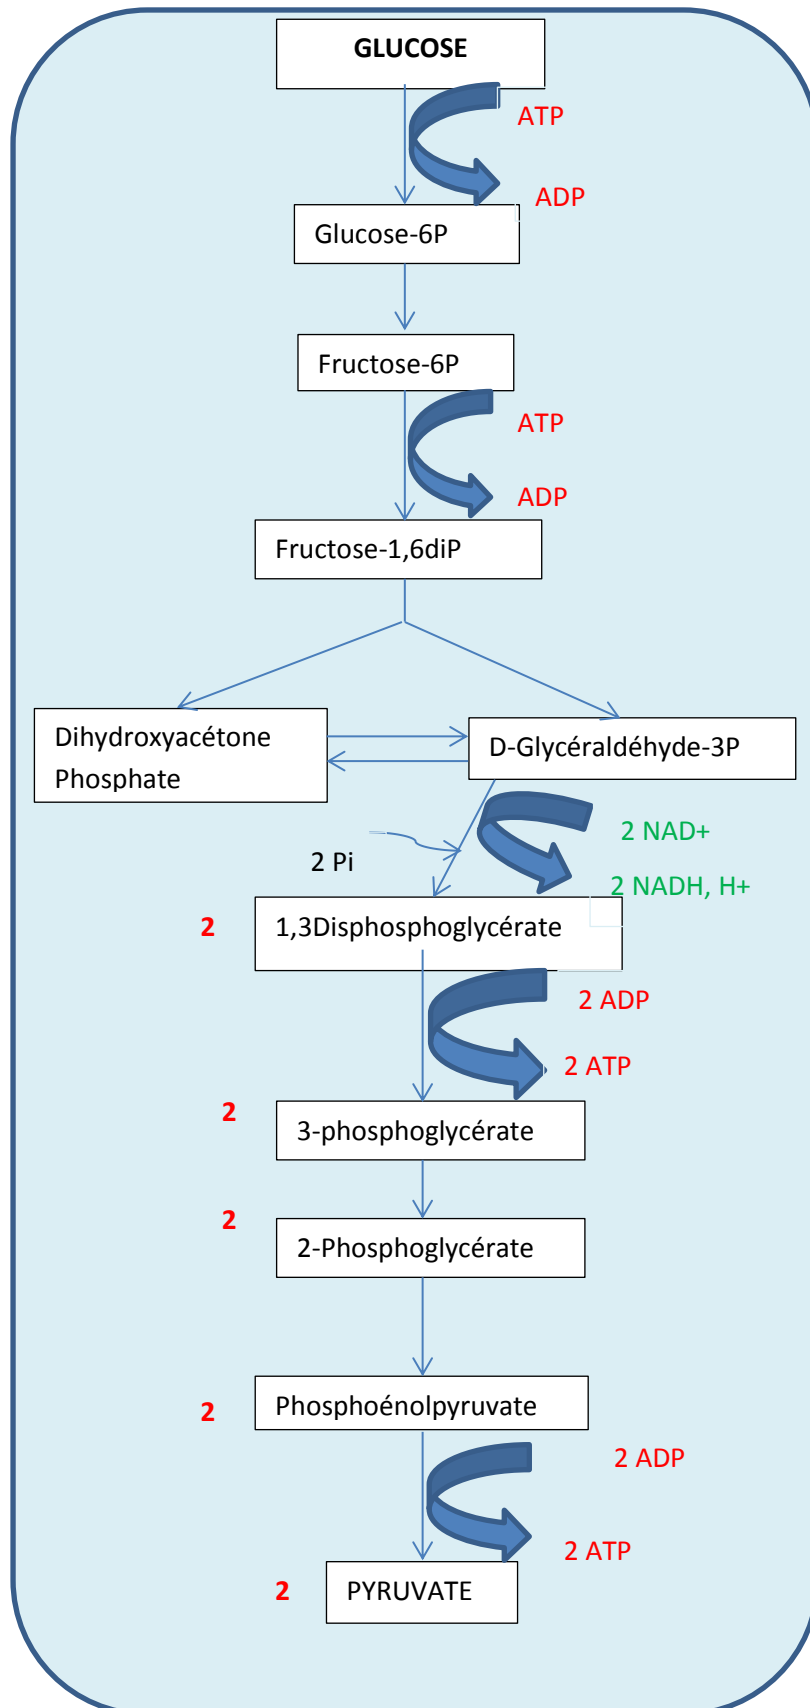 GLUCOSE
ATP
ADP
Glucose-6P
Fructose-6P
ATP
ADP
Fructose-1,6diP
Dihydroxyacétone
Phosphate
D-Glycéraldéhyde-3P
2 NAD+
2 Pi
2 NADH, H+
2 1,3Disphosphoglycérate
2 ADP
2 ATP
2 3-phosphoglycérate
2 2-Phosphoglycérate
2 Phosphoénolpyruvate
2 ADP
2 ATP
2 PYRUVATE